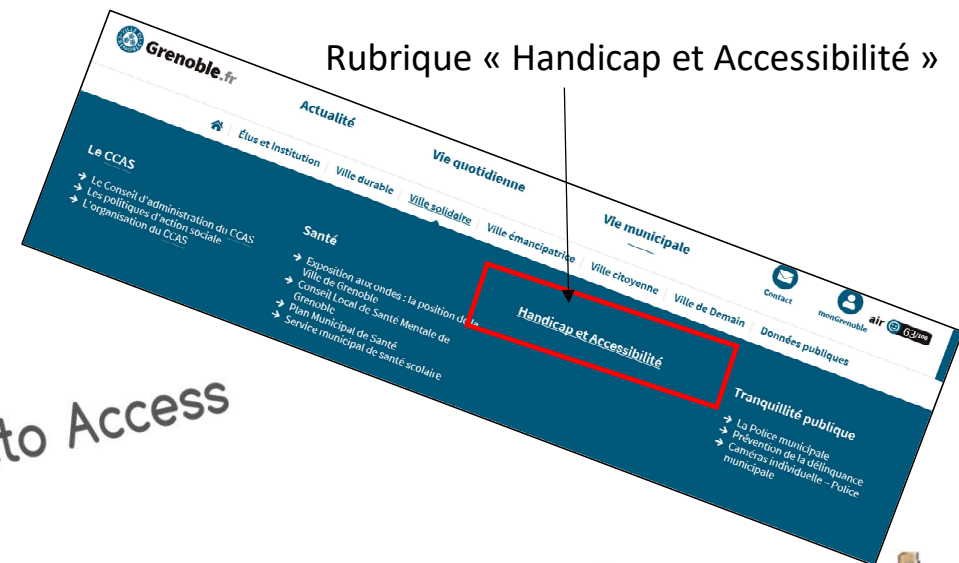 Rubrique « Handicap et Accessibilité »
Grenoble.fr
Actualité
Vie quotidienne
Vie municipale
Contact
monGrenoble
air 63/100
Élus et Institution
Ville durable
Ville solidaire
Ville émancipatrice
Ville citoyenne
Ville de Demain
Données publiques
Le CCAS
→ Le Conseil d'administration du CCAS
→ Les politiques d'action sociale
→ L'organisation du CCAS
Santé
→ Exposition aux ondes : la position de la
Ville de Grenoble
→ Conseil Local de Santé Mentale de
Grenoble
→ Plan Municipal de Santé
→ Service municipal de santé scolaire
Handicap et Accessibilité
Tranquillité publique
→ La Police municipale
→ Prévention de la délinquance
→ Caméras individuelle – Police
municipale
to Access